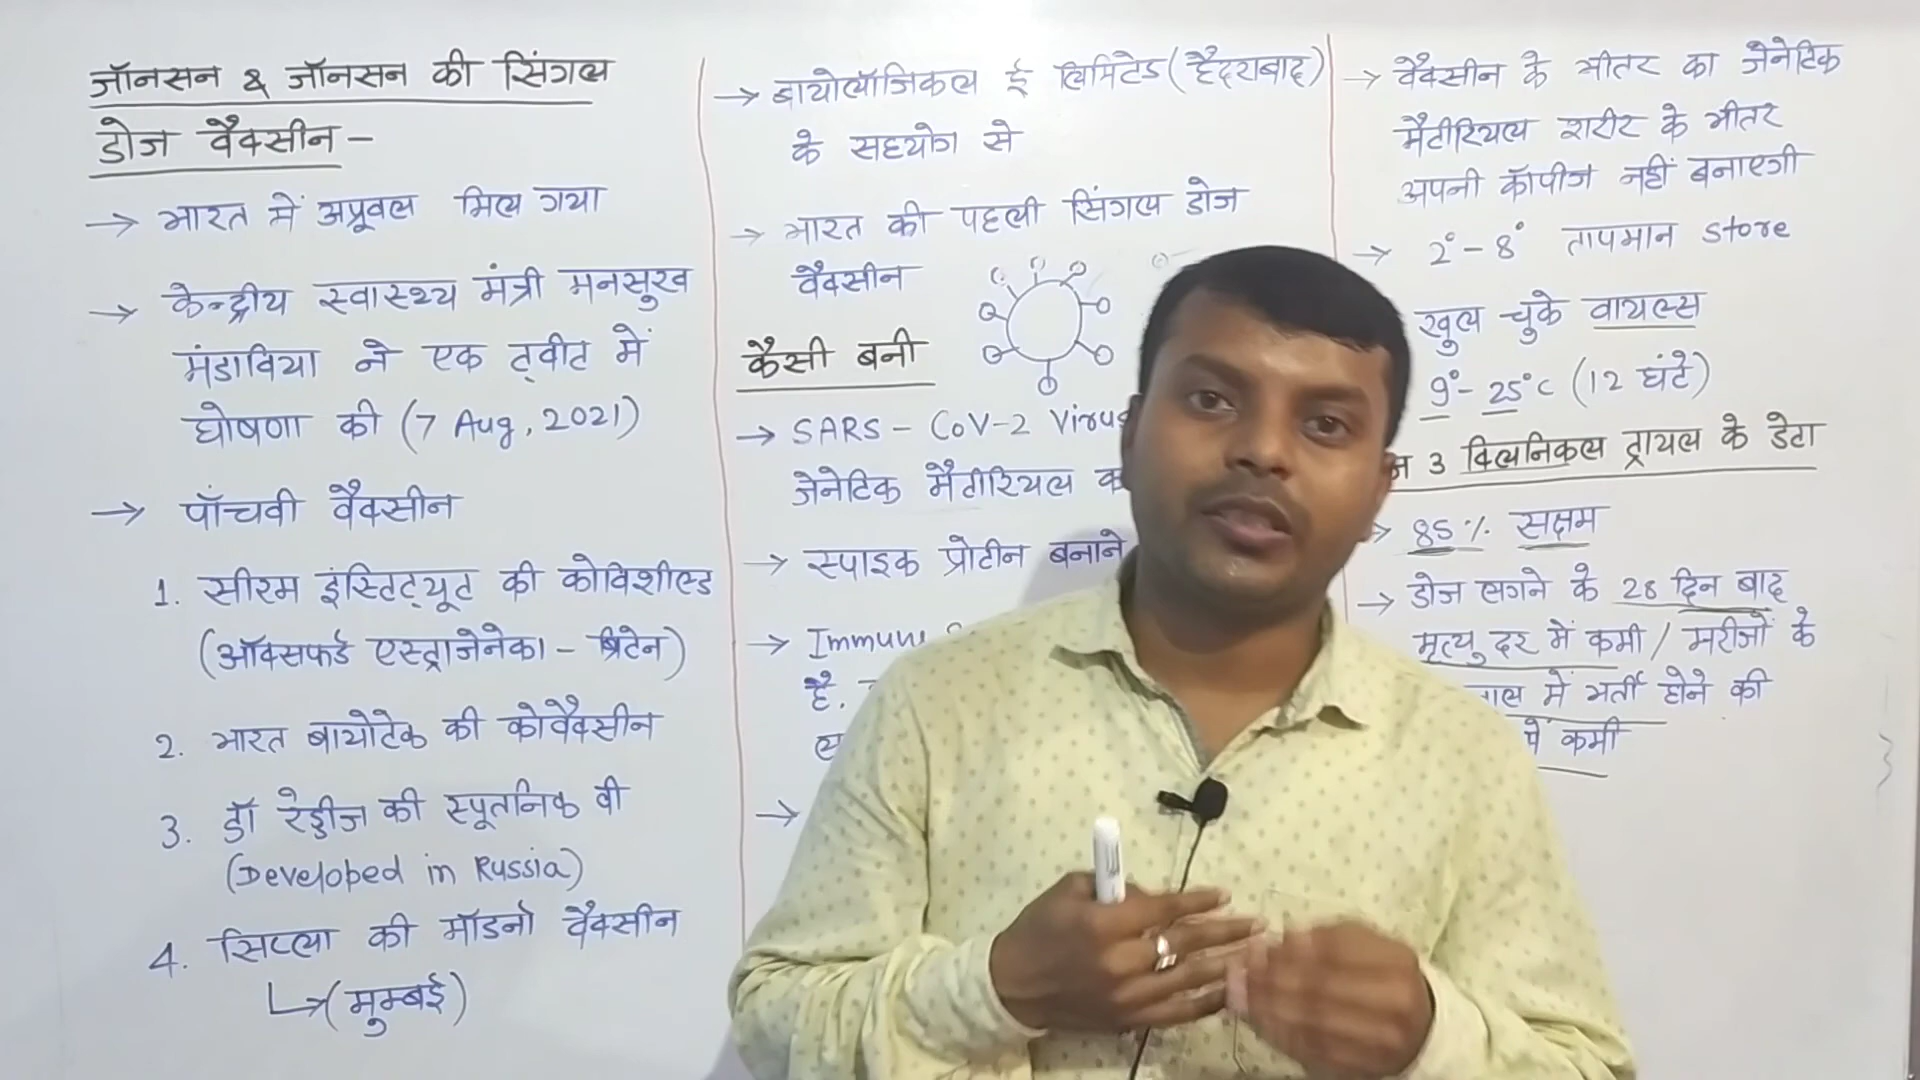 जॉनसन & जॉनसन की सिंगल
डोज वैक्सीन -
→ भारत में अप्रूवल मिल गया
→ केन्द्रीय स्वास्थ्य मंत्री मनसुख
मंडाविया ने एक ट्वीट में
घोषणा की (7 Aug, 2021)
→ पाँचवी वैक्सीन
1. सीरम इंस्टिट्यूट की कोविशील्ड
(ऑक्सफर्ड एस्ट्राजेनेका - ब्रिटेन)
2. भारत बायोटेक की कोवैक्सीन
3. डॉ रेड्डीज की स्पूतनिक वी
(Developed in Russia)
4. सिप्ला की मॉडर्ना वैक्सीन
↳ (मुम्बई)
→ बायोलॉजिकल ई लिमिटेड (हैदराबाद)
के सहयोग से
→ भारत की पहली सिंगल डोज
वैक्सीन
कैसी बनी
→ SARS - CoV-2 Virus
जेनेटिक मैटीरियल
→ स्पाइक प्रोटीन बनाने
→ Immune
है.
→
→ वैक्सीन के भीतर का जेनेटिक
मैटीरियल शरीर के भीतर
अपनी कॉपीज नहीं बनाएगी
→ 2° - 8° तापमान store
खुल चुके वायल्स
9° - 25°c (12 घंटे)
3 क्लिनिकल ट्रायल के डेटा
→ 85% सक्षम
→ डोज लगने के 28 दिन बाद
मृत्यु दर में कमी / मरीजों के
में भर्ती होने की
कमी